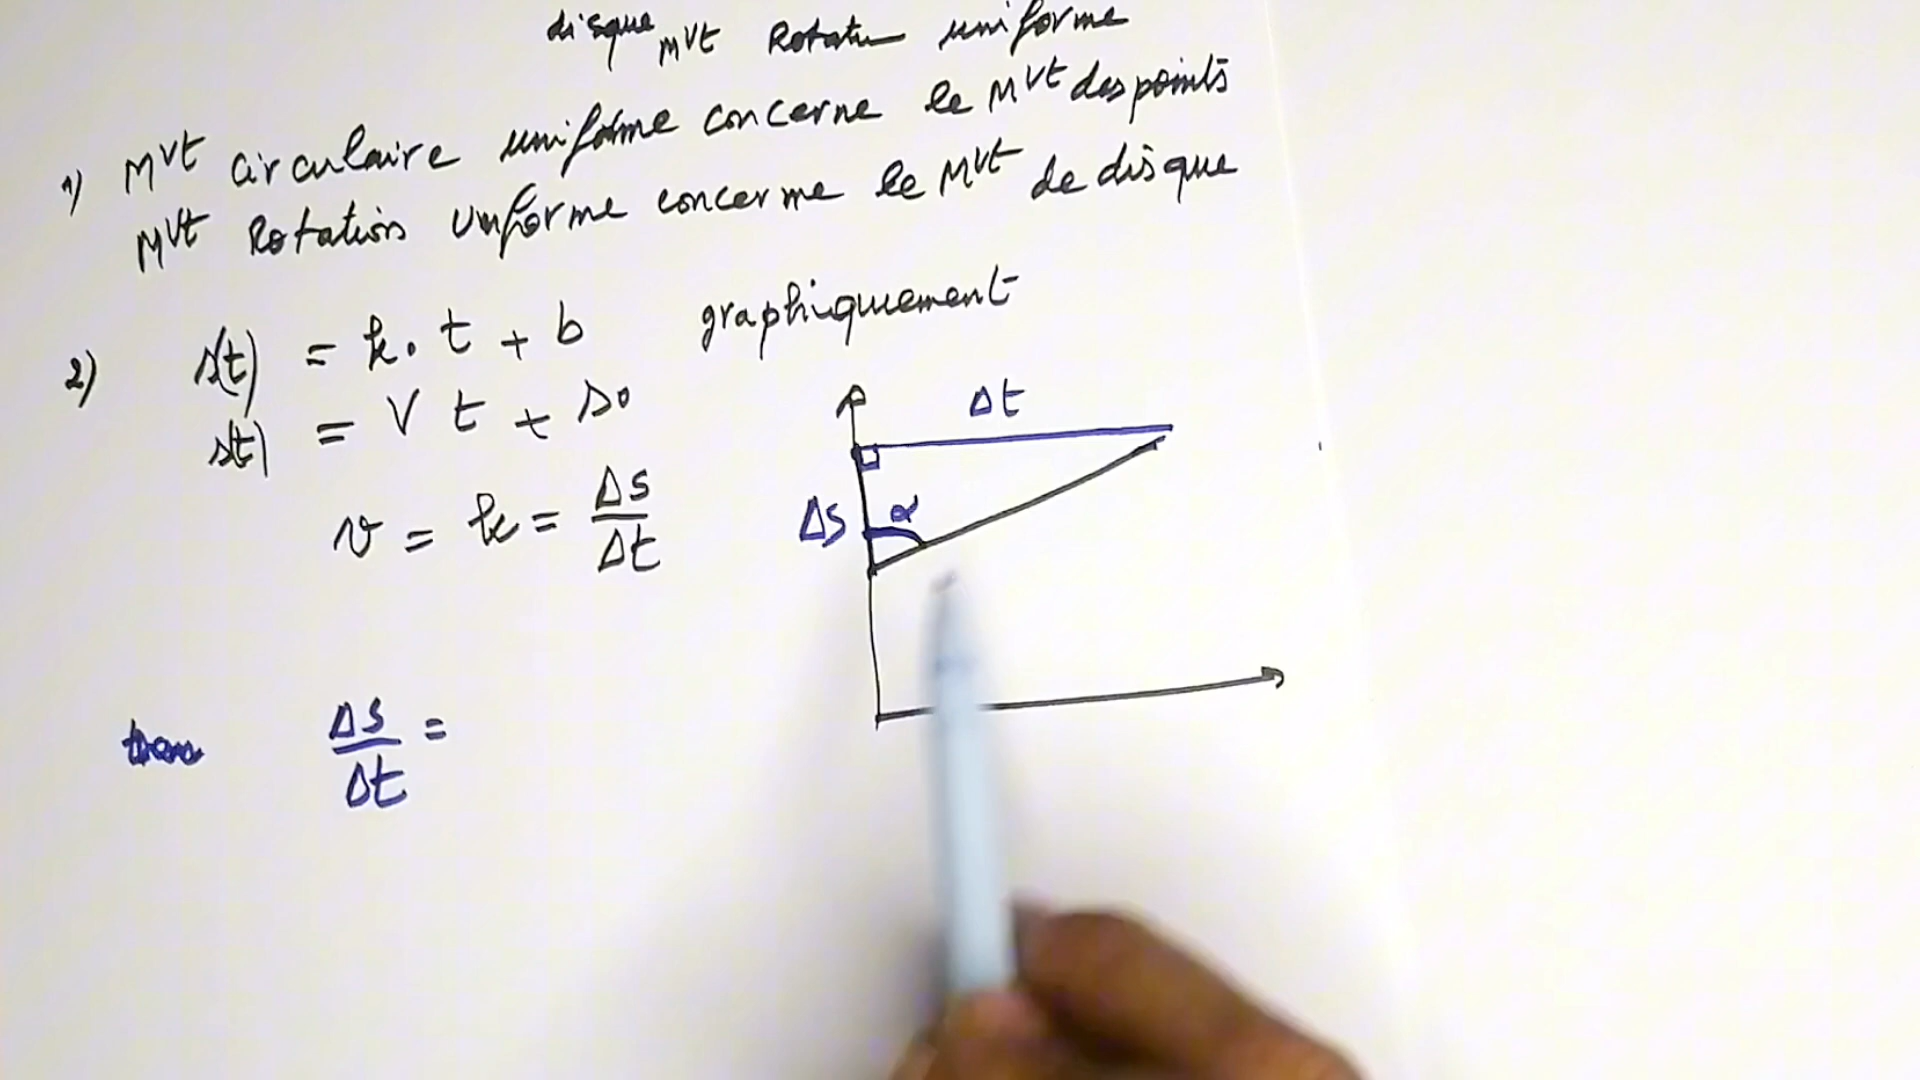 disque Mvt Rotation uniforme
1) Mvt circulaire uniforme concerne le Mvt des points
Mvt Rotation Uniforme concerne le Mvt de disque
2) s(t) = k. t + b graphiquement
s(t) = V t + s0
v = k = Δs/Δt
Δt
Δs α
Δs/Δt =